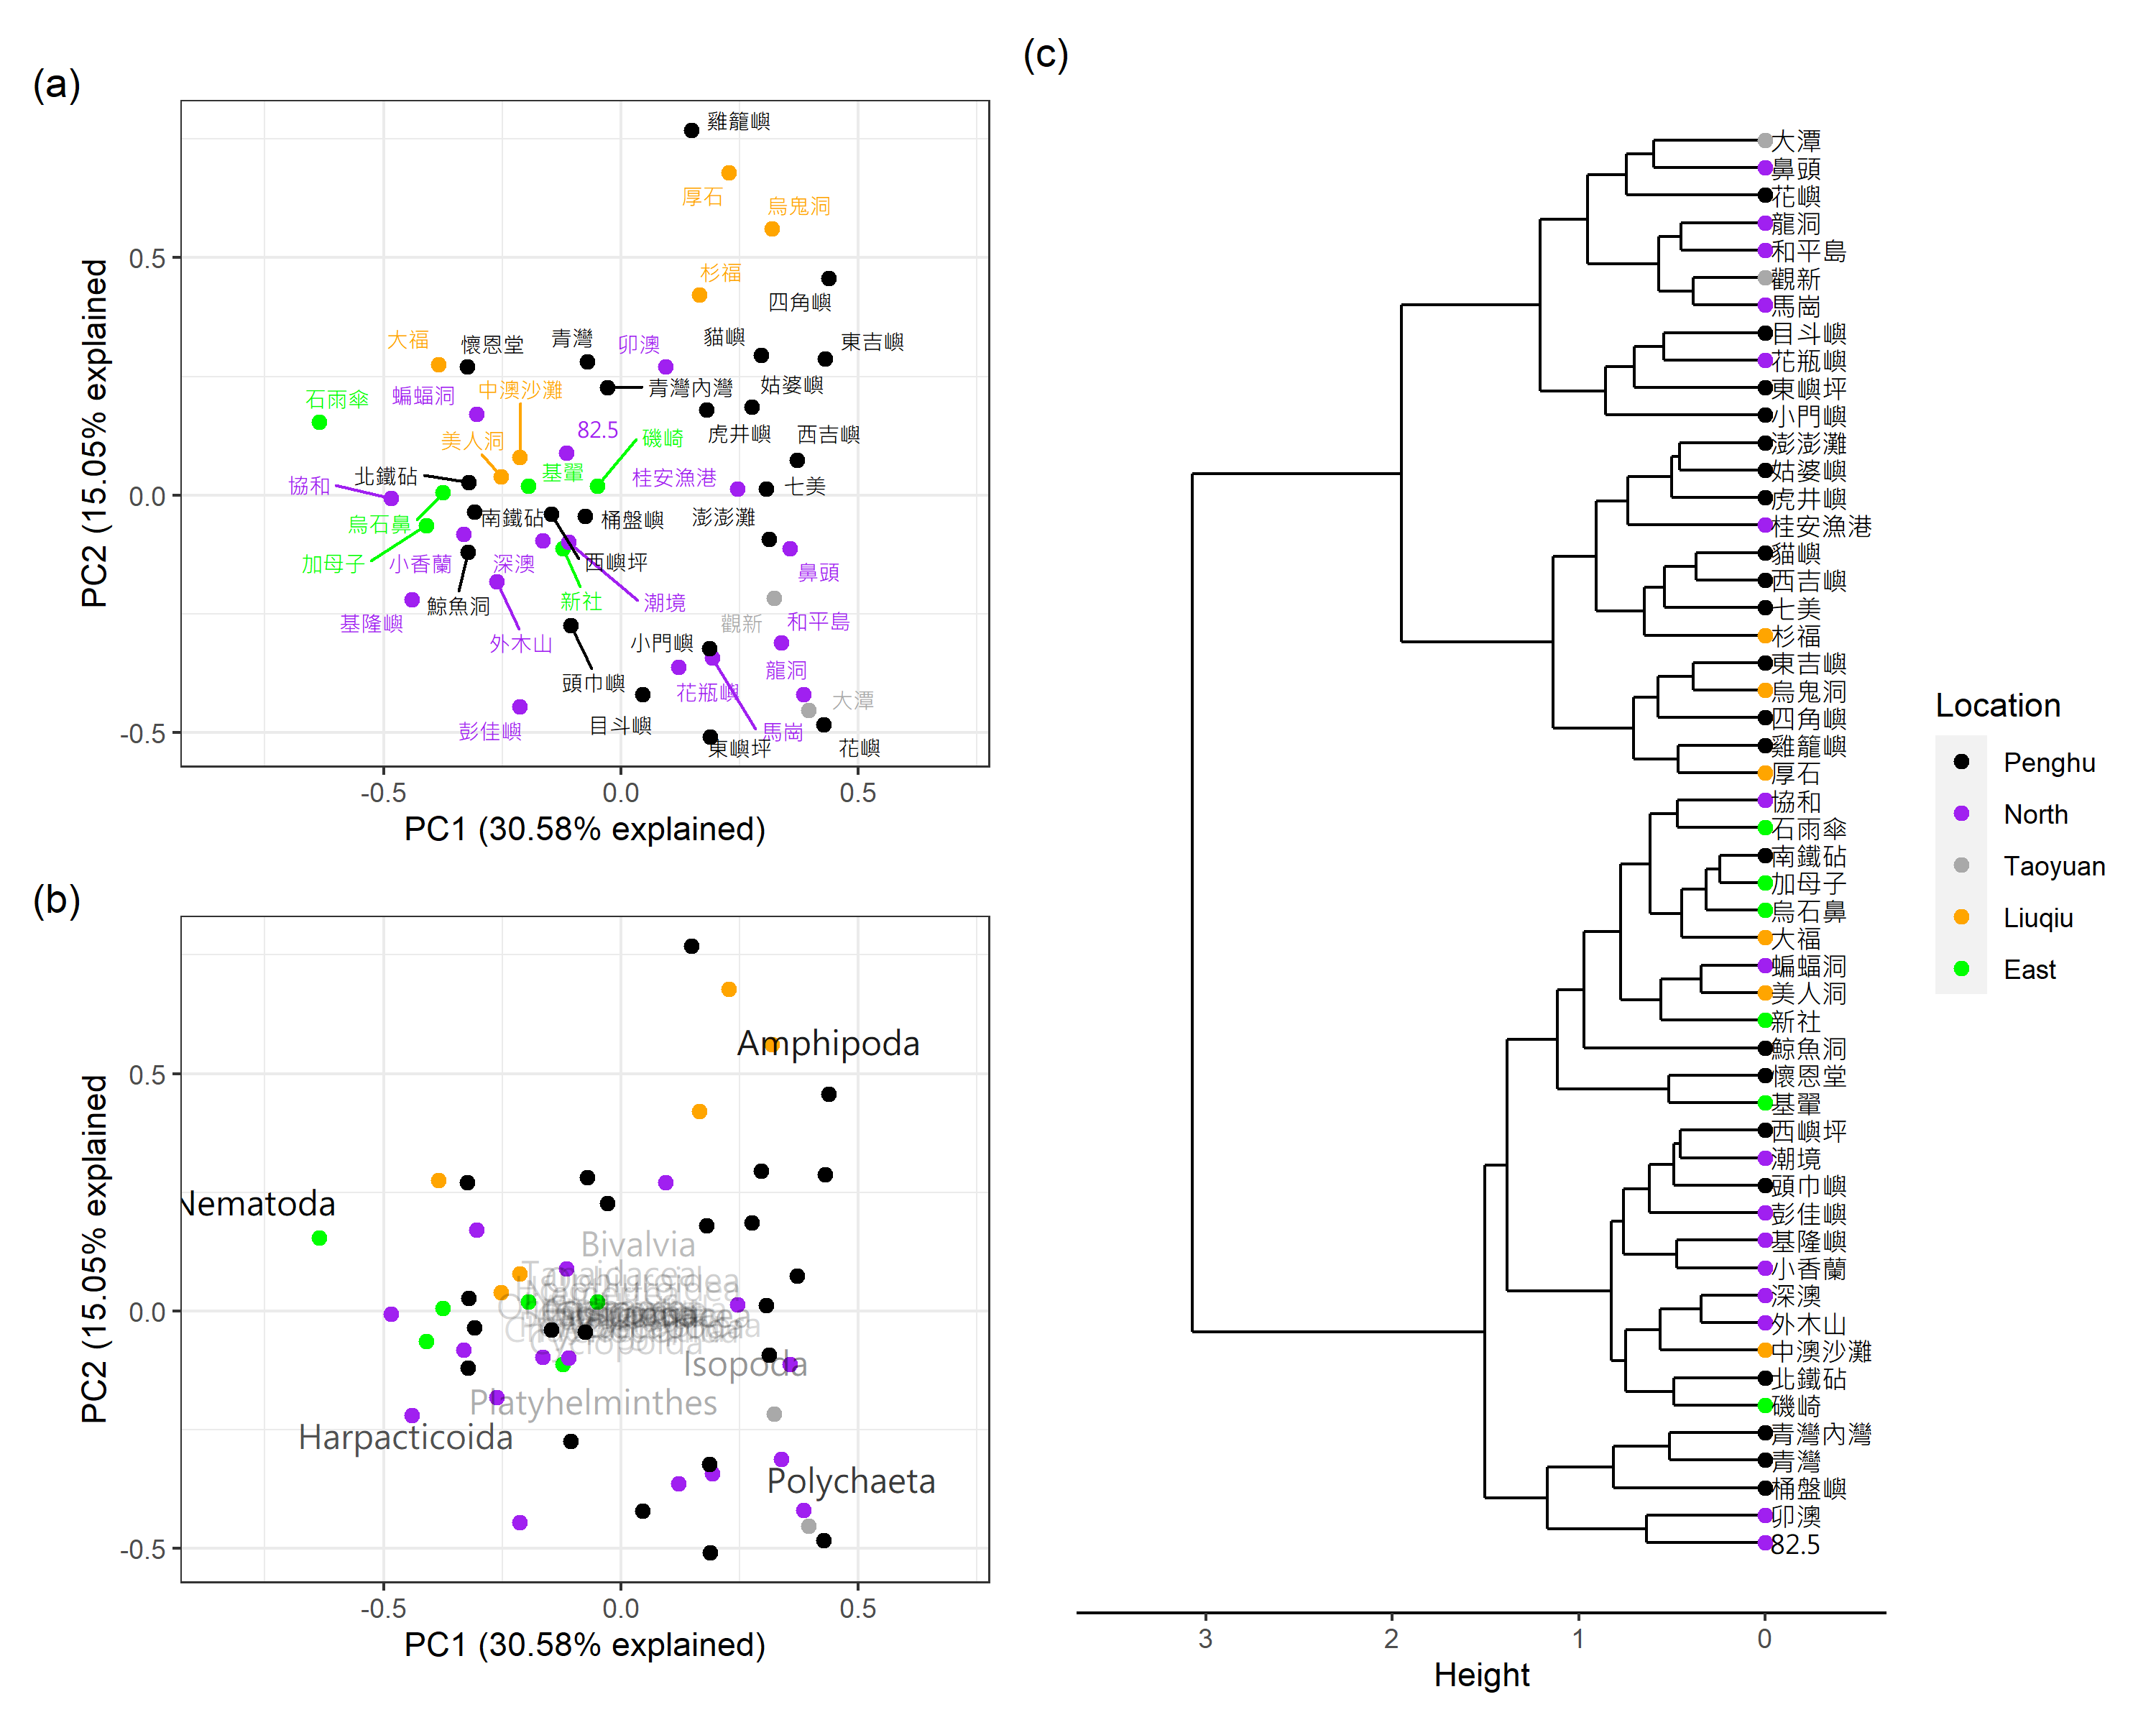 (a)
雞籠嶼
厚石
烏鬼洞
杉福
四角嶼
大福
懷恩堂
青灣
卯澳
貓嶼
東吉嶼
石雨傘
蝙蝠洞
中澳沙灘
青灣內灣
姑婆嶼
美人洞
82.5
磯崎
虎井嶼
西吉嶼
協和
北鐵砧
基翬
桂安漁港
七美
烏石鼻
南鐵砧
桶盤嶼
澎澎灘
加母子
小香蘭
深澳
西嶼坪
鼻頭
基隆嶼
鯨魚洞
新社
潮境
觀新
和平島
外木山
小門嶼
龍洞
頭巾嶼
花瓶嶼
大潭
彭佳嶼
目斗嶼
東嶼坪
馬崗
花嶼
0.5
0.0
-0.5
PC2 (15.05% explained)
-0.5 0.0 0.5
PC1 (30.58% explained)
(b)
Amphipoda
Nematoda
Bivalvia
Tanaidacea
Cyclopoida
Isopoda
Platyhelminthes
Harpacticoida
Polychaeta
0.5
0.0
-0.5
PC2 (15.05% explained)
-0.5 0.0 0.5
PC1 (30.58% explained)
(c)
大潭
鼻頭
花嶼
龍洞
和平島
觀新
馬崗
目斗嶼
花瓶嶼
東嶼坪
小門嶼
澎澎灘
姑婆嶼
虎井嶼
桂安漁港
貓嶼
西吉嶼
七美
杉福
東吉嶼
烏鬼洞
四角嶼
雞籠嶼
厚石
協和
石雨傘
南鐵砧
加母子
烏石鼻
大福
蝙蝠洞
美人洞
新社
鯨魚洞
懷恩堂
基翬
西嶼坪
潮境
頭巾嶼
彭佳嶼
基隆嶼
小香蘭
深澳
外木山
中澳沙灘
北鐵砧
磯崎
青灣內灣
青灣
桶盤嶼
卯澳
82.5
3 2 1 0
Height
Location
Penghu
North
Taoyuan
Liuqiu
East